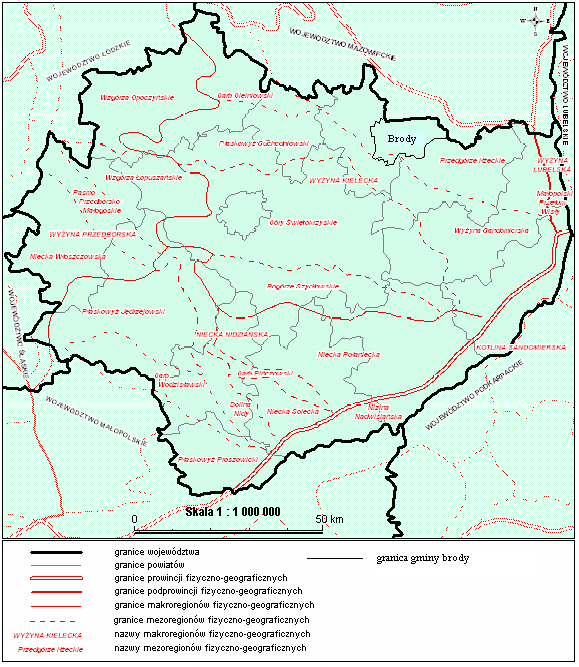 N
W
E
S
WOJEWÓDZTWO ŁÓDZKIE
WOJEWÓDZTWO MAZOWIECKIE
WOJEWÓDZTWO LUBELSKIE
Wzgórza Opoczyńskie
Garb Gielniowski
Płaskowyż Suchedniowski
Brody
Przedgórze Iłżeckie
WYŻYNA
LUBELSKA
Wzgórza Łopuszańskie
WYŻYNA KIELECKA
Pasmo
Przedborsko
Małogoskie
Małopolski
Przełom
Wisły
Góry Świętokrzyskie
Wyżyna Sandomierska
WYŻYNA PRZEDBORSKA
Niecka Włoszczowska
Pogórze Szydłowskie
WOJEWÓDZTWO ŚLĄSKIE
Płaskowyż Jędrzejowski
NIECKA NIDZIAŃSKA
Niecka Połaniecka
KOTLINA SANDOMIERSKA
Garb
Wodzisławski
Garb Pińczowski
WOJEWÓDZTWO PODKARPACKIE
WOJEWÓDZTWO MAŁOPOLSKIE
Dolina
Nidy
Niecka Solecka
Nizina
Nadwiślańska
Płaskowyż Proszowicki
Skala 1 : 1 000 000
0
50 km
granice województwa
granica gminy brody
granice powiatów
granice prowincji fizyczno-geograficznych
granice podprowincji fizyczno-geograficznych
granice makroregionów fizyczno-geograficznych
granice mezoregionów fizyczno-geograficznych
WYŻYNA KIELECKA nazwy makroregionów fizyczno-geograficznych
Przedgórze Iłżeckie nazwy mezoregionów fizyczno-geograficznych